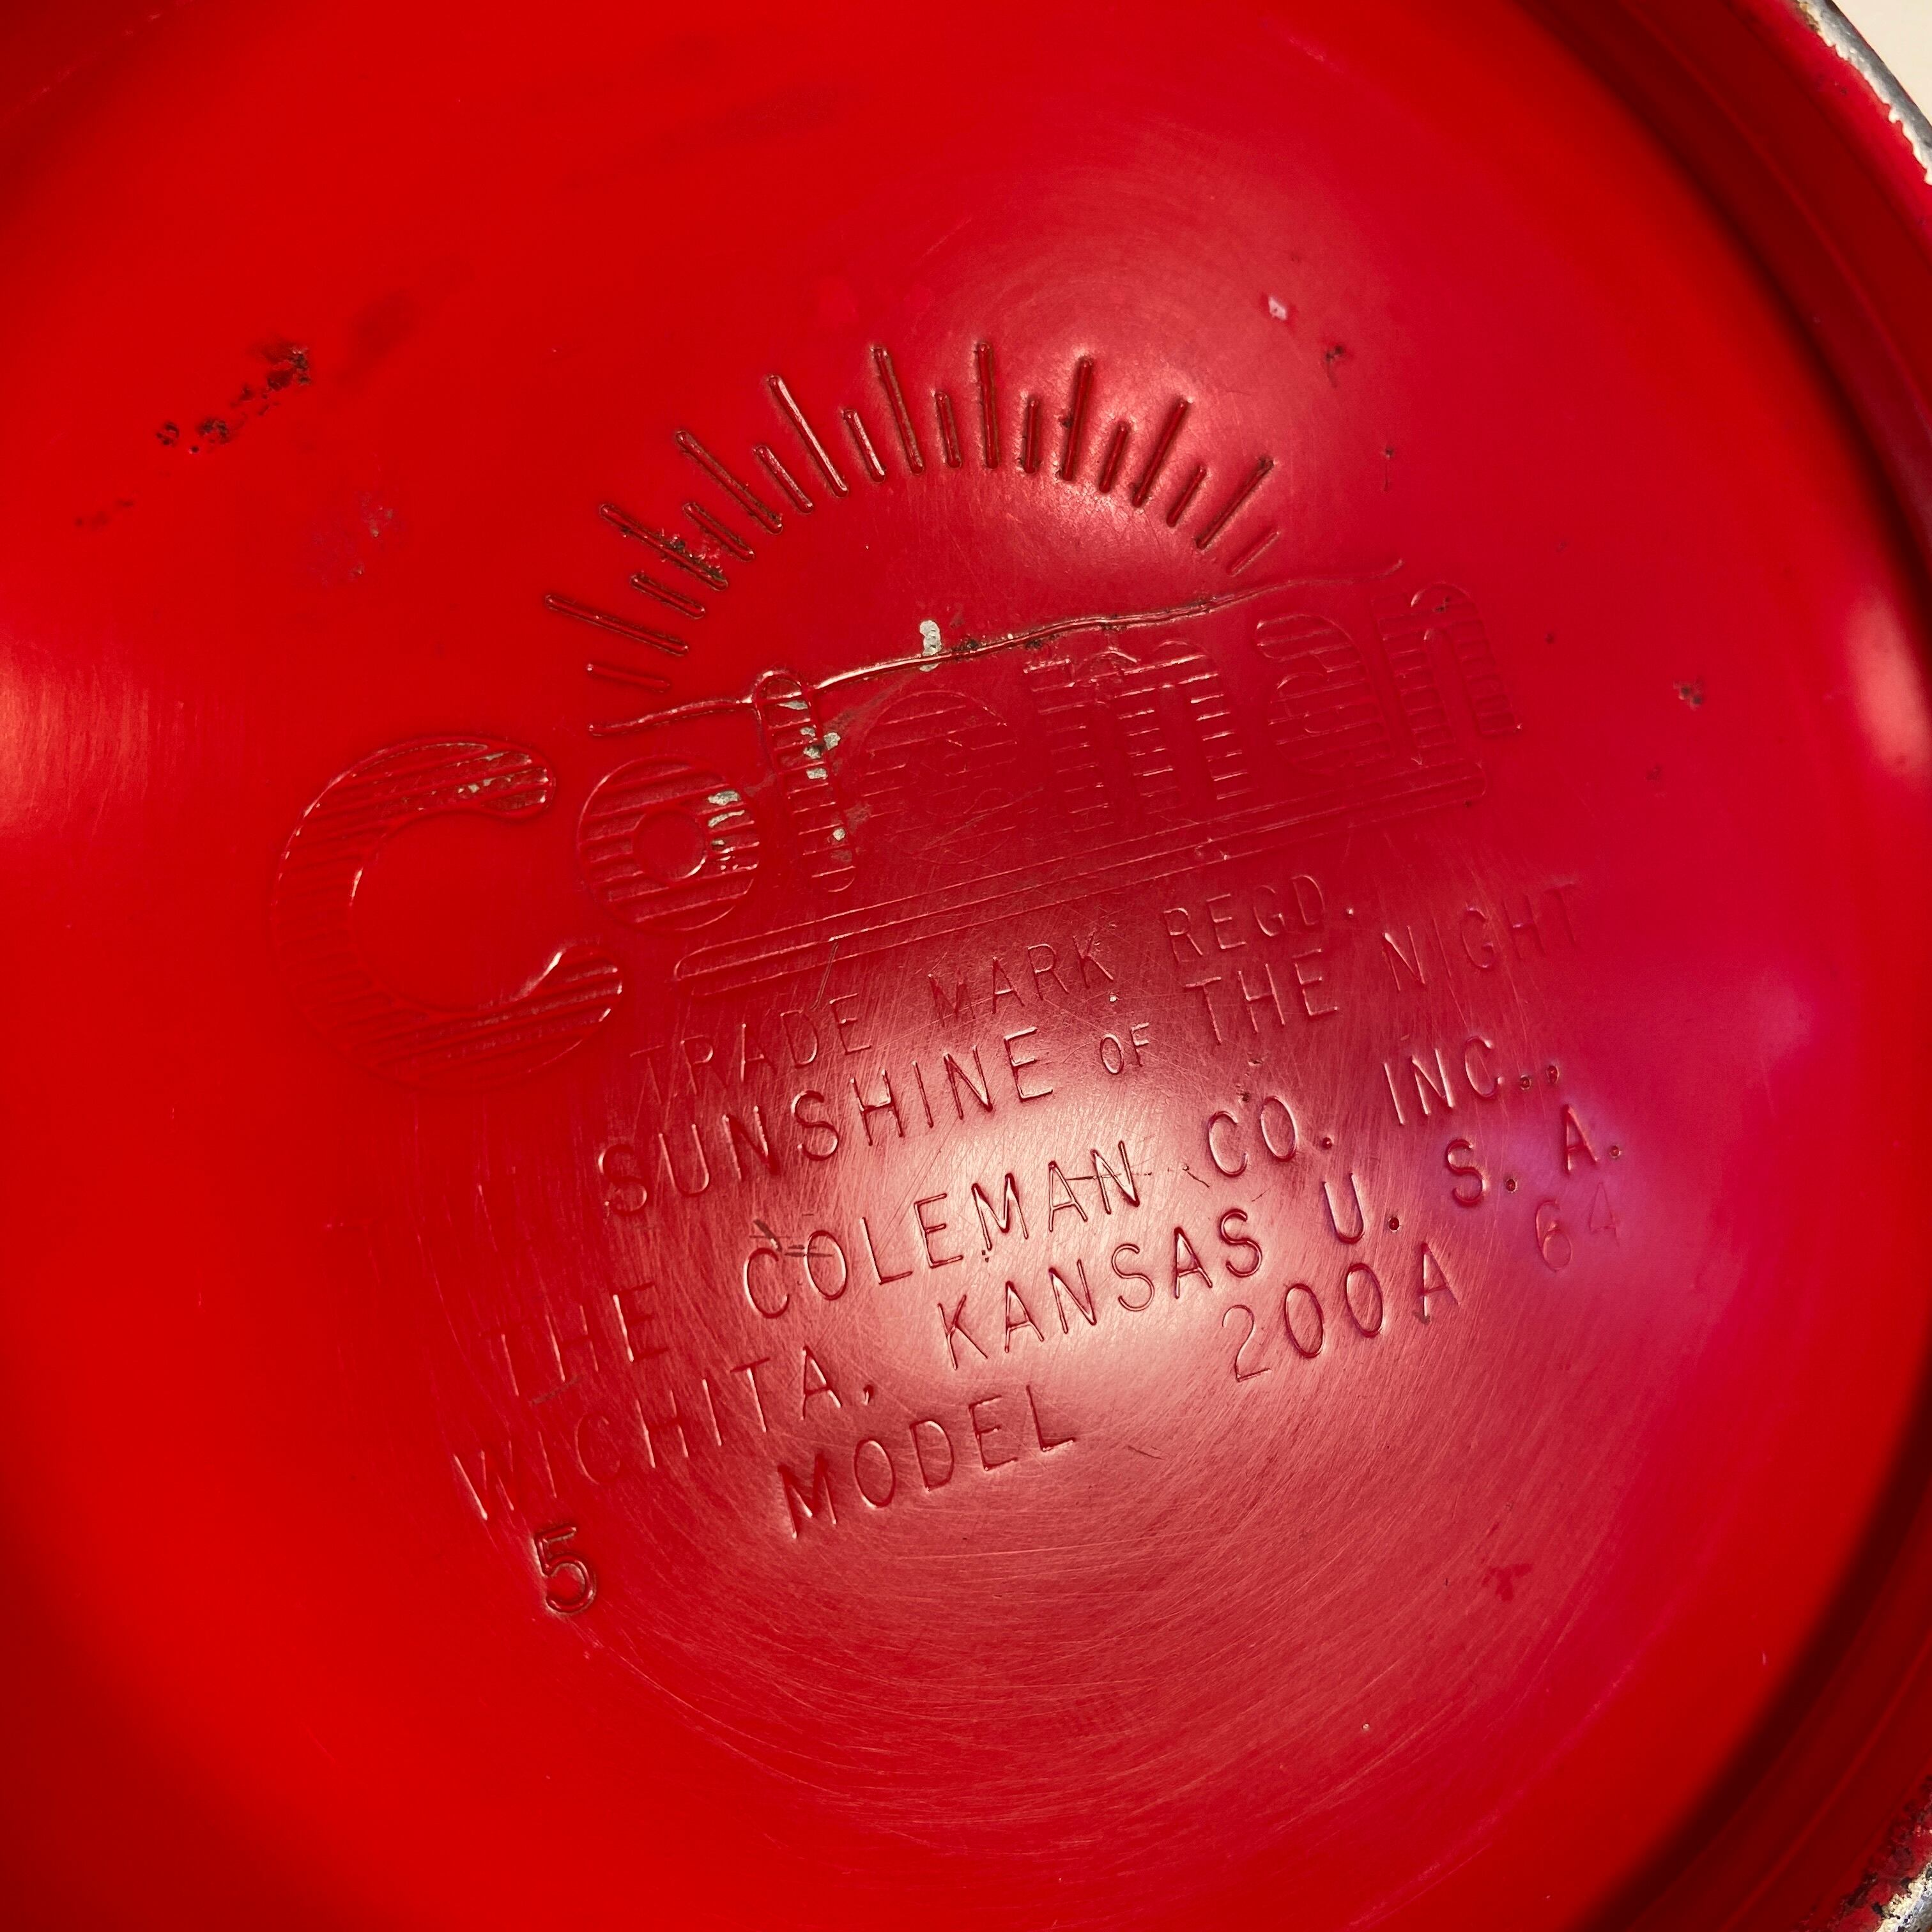 Coleman
TRADE MARK REGD.
SUNSHINE OF THE NIGHT
THE COLEMAN CO. INC.,
WICHITA, KANSAS U. S. A.
5 MODEL 200A 64